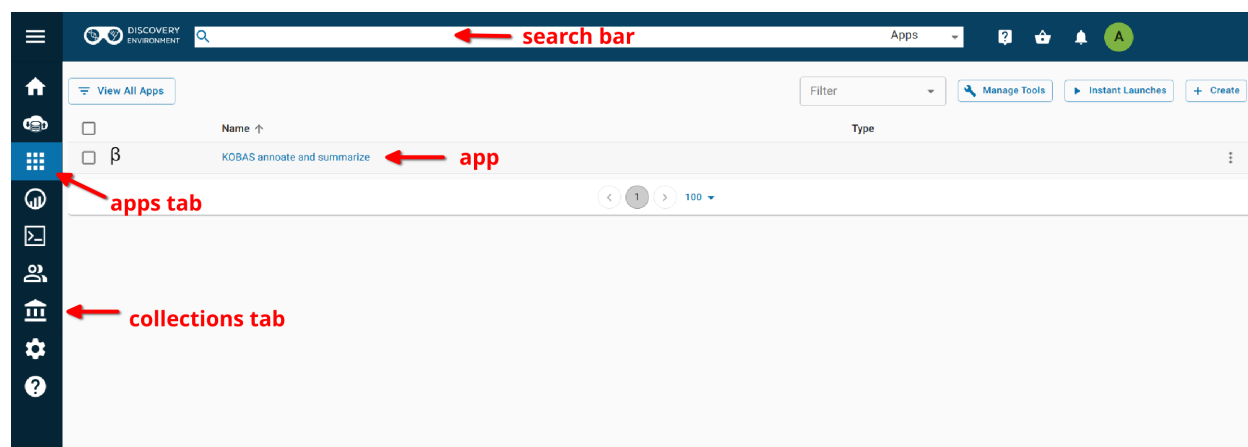 DISCOVERY
ENVIRONMENT
search bar
Apps
A
View All Apps
Filter
Manage Tools
Instant Launches
+ Create
Name ↑
Type
β
KOBAS annoate and summarize
app
apps tab
< 1 > 100
collections tab